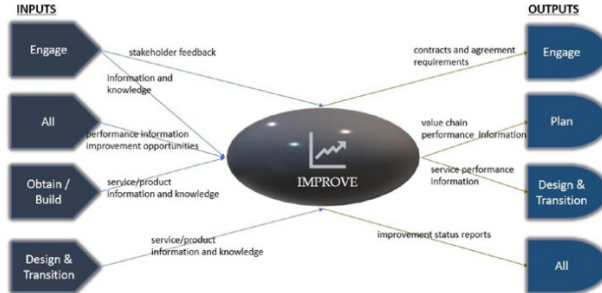 INPUTS
OUTPUTS
Engage
stakeholder feedback
information and
knowledge
All
performance information
improvement opportunities
Obtain /
Build
service/product
information and knowledge
Design &
Transition
service/product
information and knowledge
IMPROVE
contracts and agreement
requirements
Engage
value chain
performance information
Plan
service performance
information
Design &
Transition
improvement status reports
All